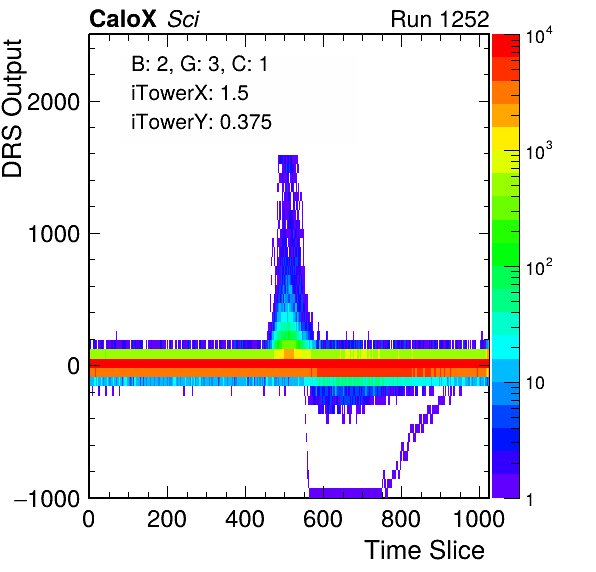 CaloX Sci Run 1252
DRS Output
B: 2, G: 3, C: 1
iTowerX: 1.5
iTowerY: 0.375
2000
1000
0
−1000
0 200 400 600 800 1000
Time Slice
10⁴
10³
10²
10
1